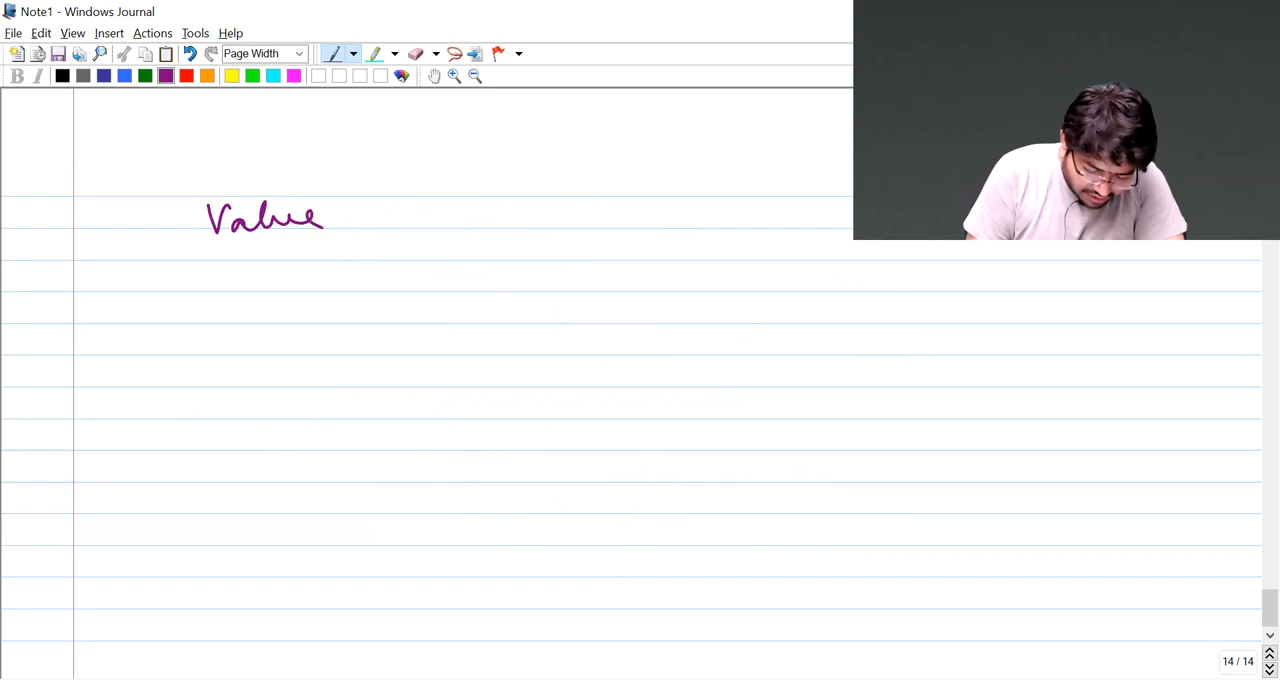 Note1 - Windows Journal
File Edit View Insert Actions Tools Help
Page Width
B I
Value
14 / 14